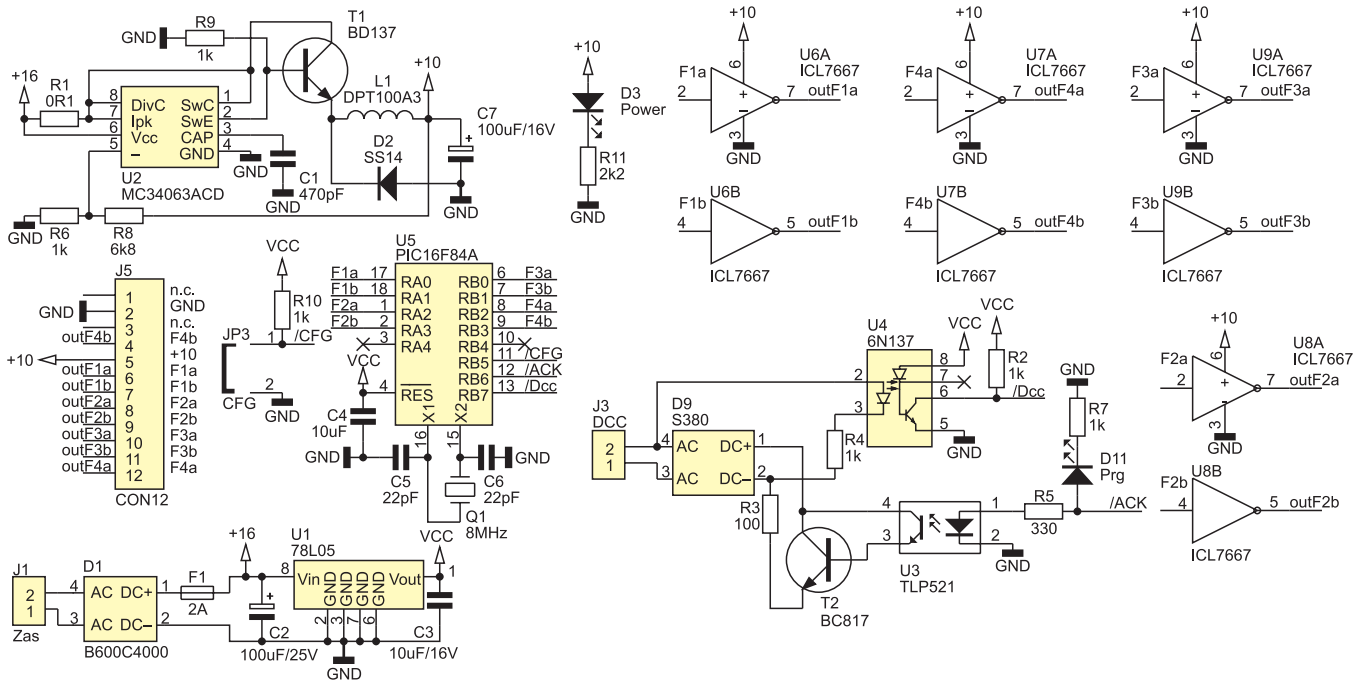 T1
BD137
R9
GND
1k
+16
R1
0R1
8 DivC SwC 1
7 Ipk SwE 2
6 Vcc CAP 3
5 – GND 4
U2
MC34063ACD
GND
C1
470pF
GND
L1
DPT100A3
+10
C7
100uF/16V
+
D2
SS14
GND
GND
R6
1k
R8
6k8
+10
D3
Power
R11
2k2
GND
+10
U6A
ICL7667
F1a
2
6
+
–
7 outF1a
3
GND
+10
U7A
ICL7667
F4a
2
6
+
–
7 outF4a
3
GND
+10
U9A
ICL7667
F3a
2
6
+
–
7 outF3a
3
GND
U6B
F1b
4
5 outF1b
ICL7667
U7B
F4b
4
5 outF4b
ICL7667
U9B
F3b
4
5 outF3b
ICL7667
J5
1 n.c.
GND 2 GND
3 n.c.
outF4b 4 F4b
+10 5 +10
outF1a 6 F1a
outF1b 7 F1b
outF2a 8 F2a
outF2b 9 F2b
outF3a 10 F3a
outF3b 11 F3b
outF4a 12 F4a
CON12
VCC
R10
1k
JP3
1 /CFG
2
CFG
GND
U5
PIC16F84A
F1a 17 RA0 RB0 6 F3a
F1b 18 RA1 RB1 7 F3b
F2a 1 RA2 RB2 8 F4a
F2b 2 RA3 RB3 9 F4b
3 RA4 RB4 10
RB5 11 /CFG
RB6 12 /ACK
4 RES RB7 13 /Dcc
X1 X2
16 15
VCC
C4
10uF
GND
C5
22pF
C6
22pF
GND
Q1
8MHz
U4
6N137
VCC
VCC
8
7
6
5
2
3
R2
1k
/Dcc
GND
J3
DCC
2
1
D9
S380
4 AC DC+ 1
3 AC DC– 2
R4
1k
R3
100
T2
BC817
4
3
1
2
U3
TLP521
GND
R5
330
/ACK
GND
R7
1k
D11
Prg
+10
U8A
ICL7667
F2a
2
6
+
–
7 outF2a
3
GND
U8B
F2b
4
5 outF2b
ICL7667
J1
2
1
Zas
D1
4 AC DC+ 1
3 AC DC– 2
B600C4000
F1
2A
+16
+
C2
100uF/25V
U1
78L05
8 Vin Vout 1
GND GND GND GND
2 3 7 6
GND
VCC
C3
10uF/16V